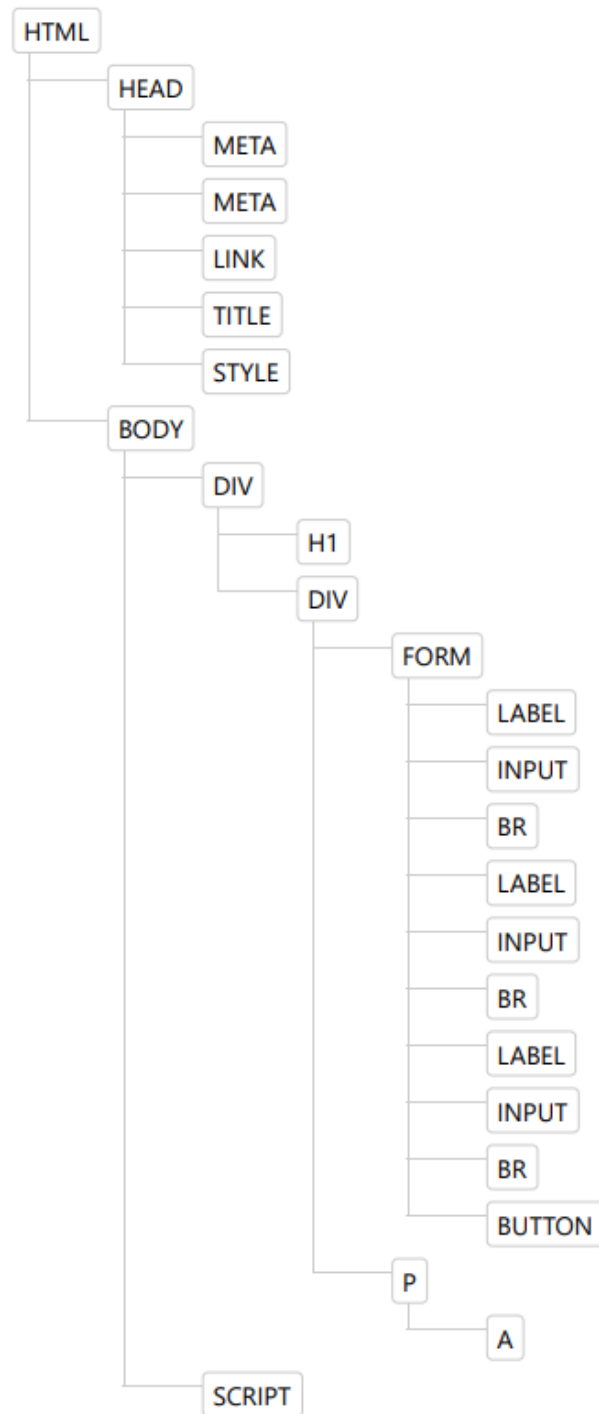 HTML
HEAD
META
META
LINK
TITLE
STYLE
BODY
DIV
H1
DIV
FORM
LABEL
INPUT
BR
LABEL
INPUT
BR
LABEL
INPUT
BR
BUTTON
P
A
SCRIPT